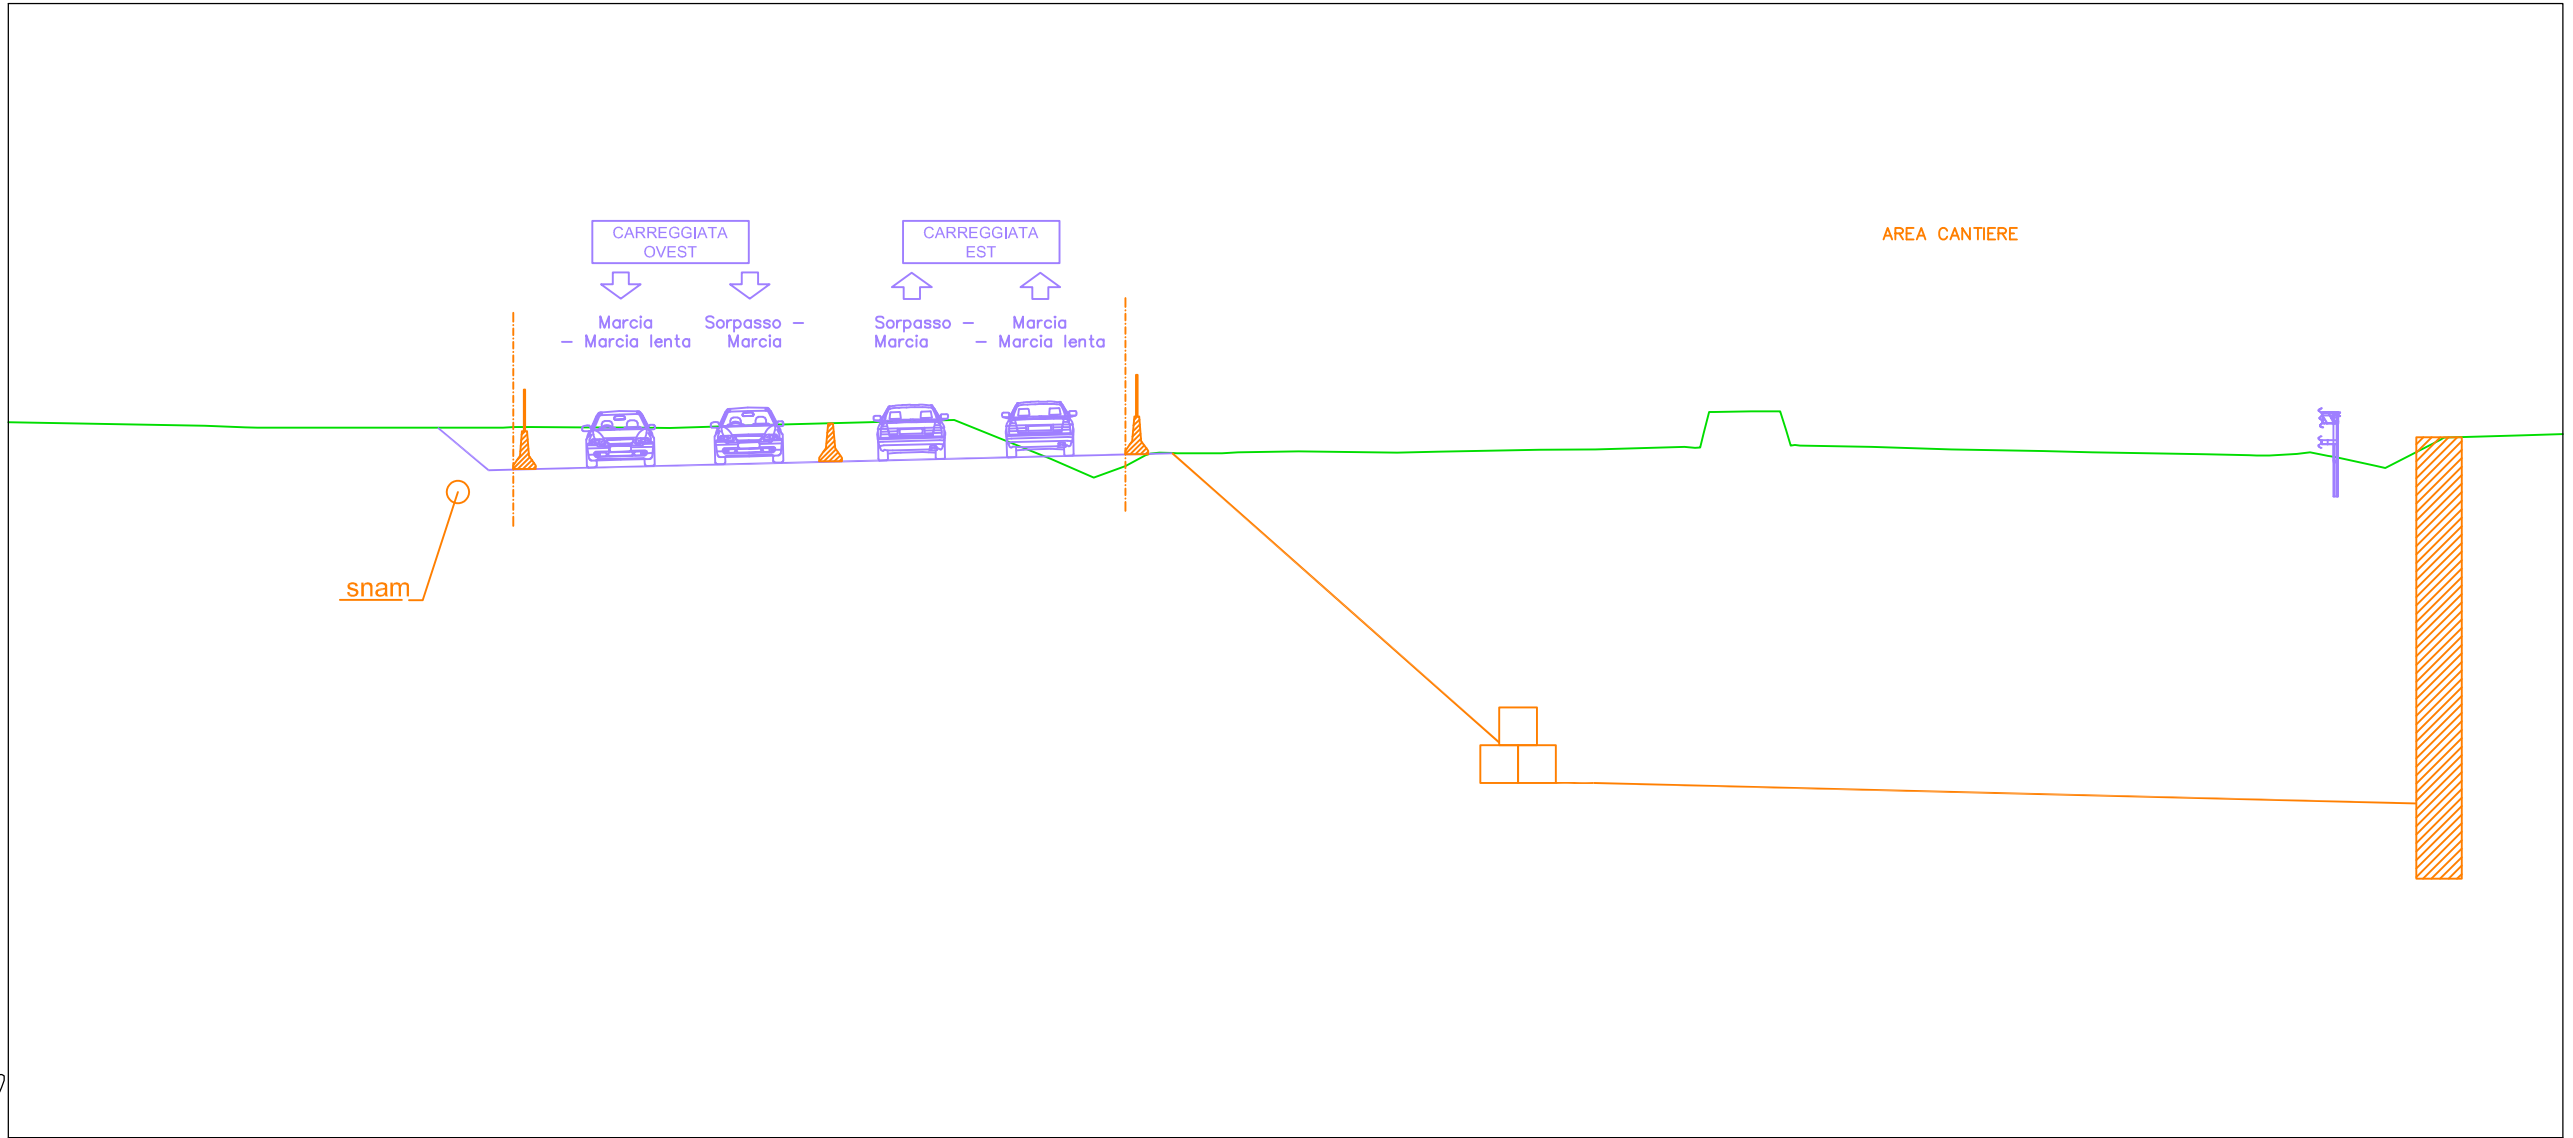 CARREGGIATA
OVEST
CARREGGIATA
EST
AREA CANTIERE
Marcia
– Marcia lenta
Sorpasso –
Marcia
Sorpasso –
Marcia
Marcia
– Marcia lenta
snam